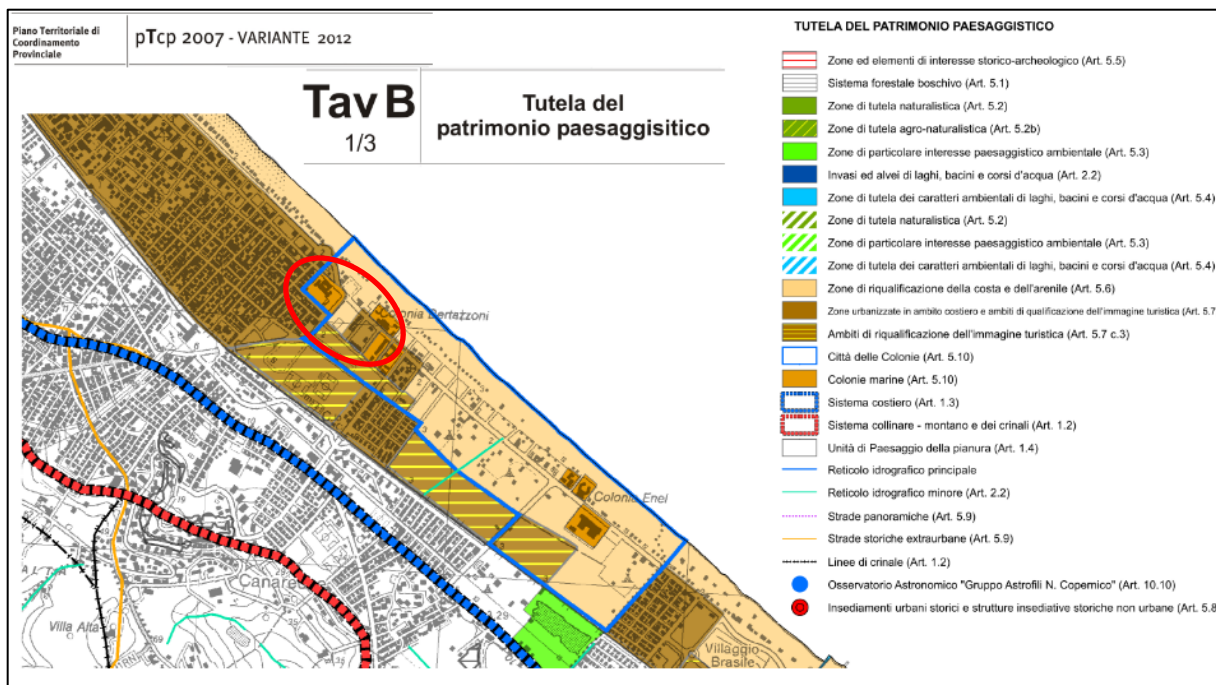 Piano Territoriale di
Coordinamento
Provinciale
pTcp 2007 - VARIANTE 2012
Tav B
1/3
Tutela del
patrimonio paesaggisitico
Colonia Bertazzoni
Colonia Enel
Villaggio
Brasile
Villa Alta
TUTELA DEL PATRIMONIO PAESAGGISTICO
Zone ed elementi di interesse storico-archeologico (Art. 5.5)
Sistema forestale boschivo (Art. 5.1)
Zone di tutela naturalistica (Art. 5.2)
Zone di tutela agro-naturalistica (Art. 5.2b)
Zone di particolare interesse paesaggistico ambientale (Art. 5.3)
Invasi ed alvei di laghi, bacini e corsi d'acqua (Art. 2.2)
Zone di tutela dei caratteri ambientali di laghi, bacini e corsi d'acqua (Art. 5.4)
Zone di tutela naturalistica (Art. 5.2)
Zone di particolare interesse paesaggistico ambientale (Art. 5.3)
Zone di tutela dei caratteri ambientali di laghi, bacini e corsi d'acqua (Art. 5.4)
Zone di riqualificazione della costa e dell'arenile (Art. 5.6)
Zone urbanizzate in ambito costiero e ambiti di qualificazione dell'immagine turistica (Art. 5.7
Ambiti di riqualificazione dell'immagine turistica (Art. 5.7 c.3)
Città delle Colonie (Art. 5.10)
Colonie marine (Art. 5.10)
Sistema costiero (Art. 1.3)
Sistema collinare - montano e dei crinali (Art. 1.2)
Unità di Paesaggio della pianura (Art. 1.4)
Reticolo idrografico principale
Reticolo idrografico minore (Art. 2.2)
Strade panoramiche (Art. 5.9)
Strade storiche extraurbane (Art. 5.9)
Linee di crinale (Art. 1.2)
Osservatorio Astronomico "Gruppo Astrofili N. Copernico" (Art. 10.10)
Insediamenti urbani storici e strutture insediative storiche non urbane (Art. 5.8